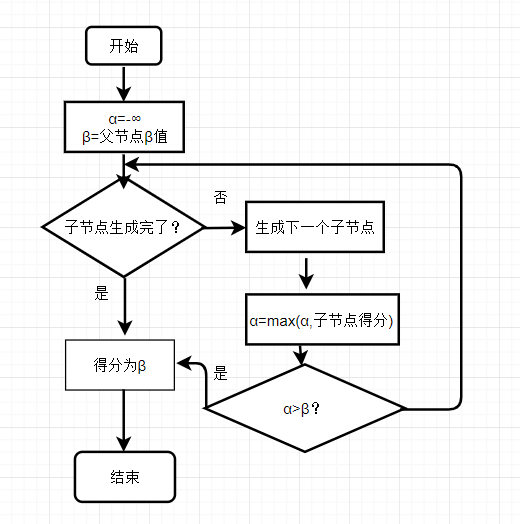 开始
α=-∞
β=父节点β值
子节点生成完了？
否
生成下一个子节点
是
α=max(α,子节点得分)
得分为β
是
α>β?
结束